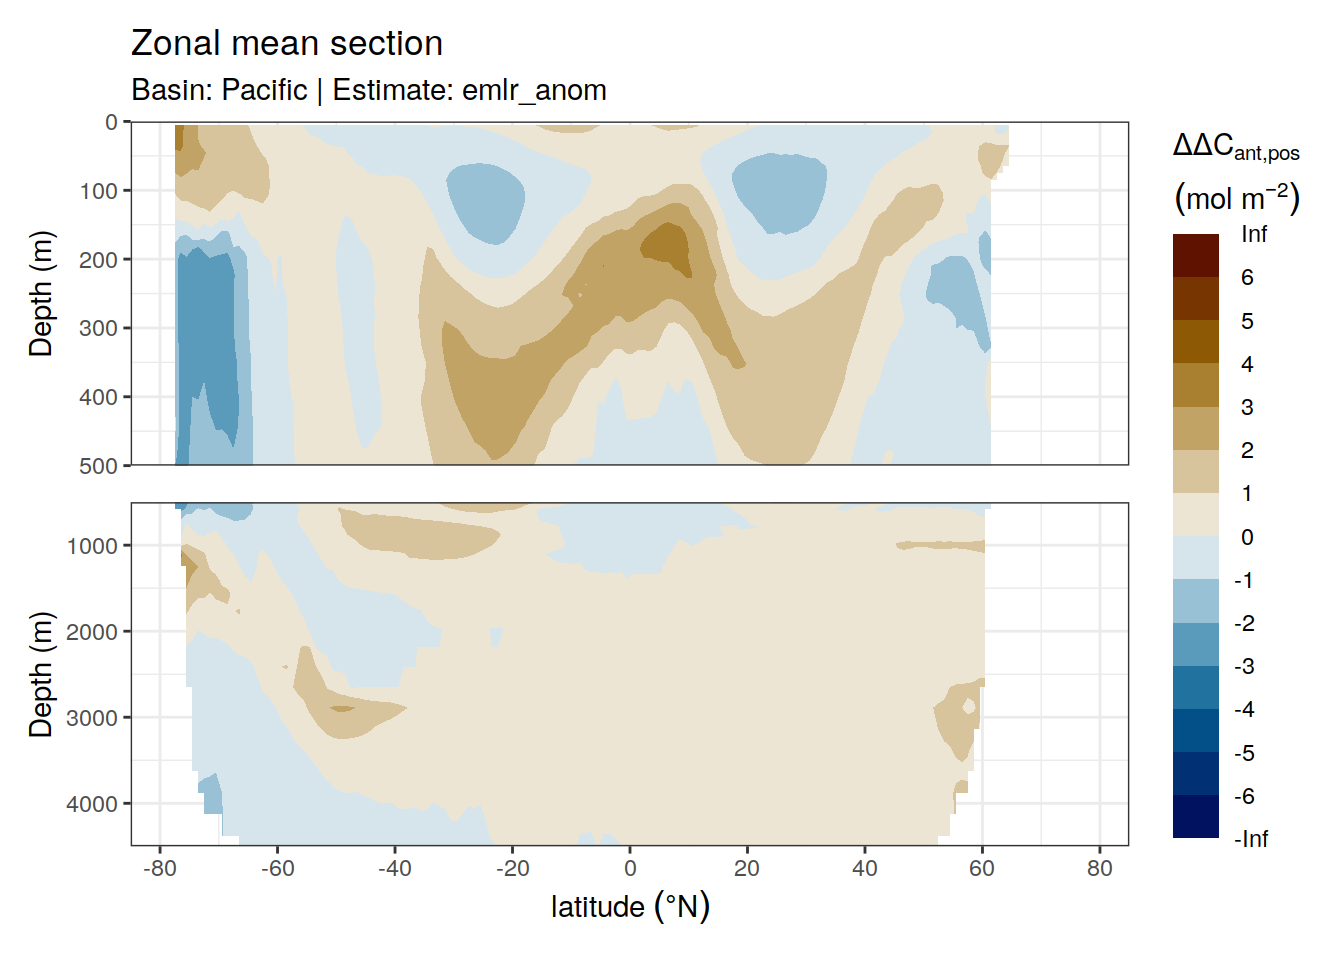 Zonal mean section
Basin: Pacific | Estimate: emlr_anom
0
100
200
300
400
500
Depth (m)
1000
2000
3000
4000
Depth (m)
-80 -60 -40 -20 0 20 40 60 80
latitude (°N)
ΔΔCant,pos
(mol m−2)
Inf
6
5
4
3
2
1
0
-1
-2
-3
-4
-5
-6
-Inf